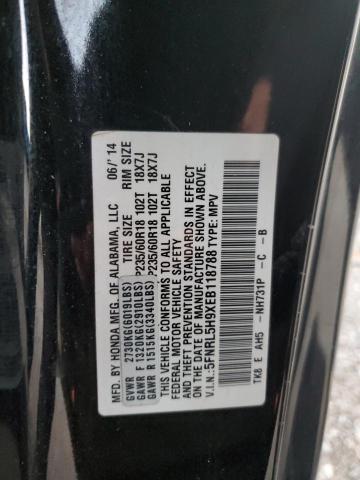 MFD. BY HONDA MFG. OF ALABAMA, LLC 06/'14
GVWR 2730KG(6019LBS) TIRE SIZE RIM SIZE
GAWR F 1320KG(2910LBS) P235/60R18 102T 18X7J
GAWR R 1515KG(3340LBS) P235/60R18 102T 18X7J
THIS VEHICLE CONFORMS TO ALL APPLICABLE
FEDERAL MOTOR VEHICLE SAFETY AND
THEFT PREVENTION STANDARDS IN EFFECT
ON THE DATE OF MANUFACTURE SHOWN ABOVE.
V.I.N.: 5FNRL5H9XEB118788 TYPE: MPV
TK8 E AH5 -NH731P -C -B